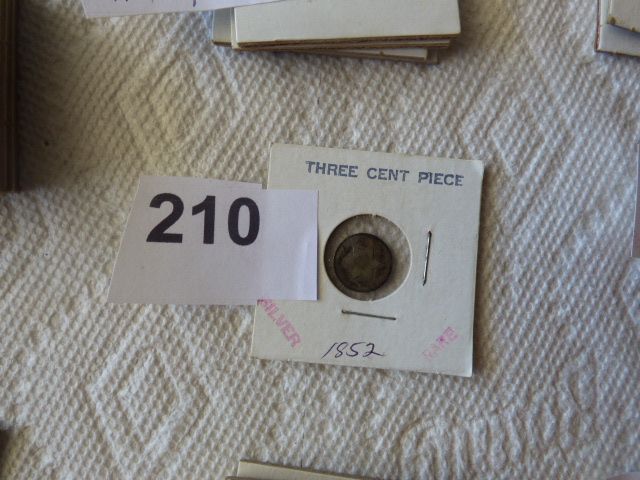 THREE CENT PIECE
210
SILVER
1852
RARE